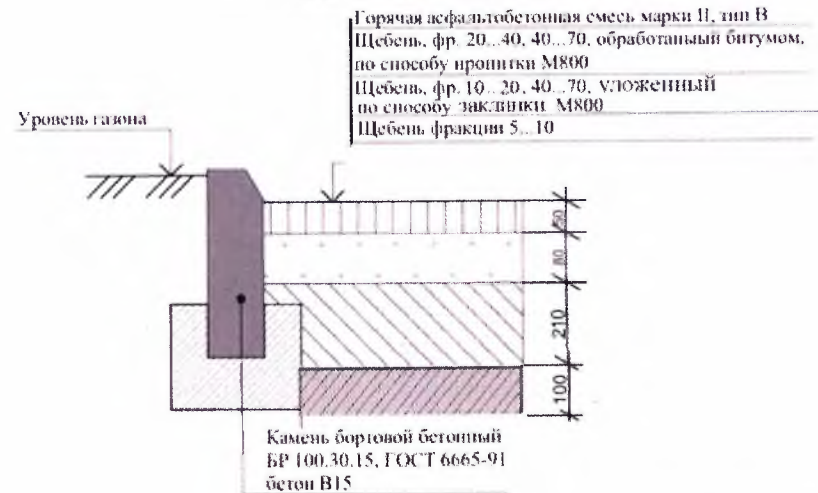 Горячая асфальтобетонная смесь марки II, тип В
Щебень, фр. 20...40, 40...70, обработаный битумом,
по способу пропитки М800
Щебень, фр. 10...20, 40...70, уложенный
по способу заклинки М800
Щебень фракции 5...10
Уровень газона
50
80
210
100
Камень бортовой бетонный
БР 100.30.15, ГОСТ 6665-91
бетон В15